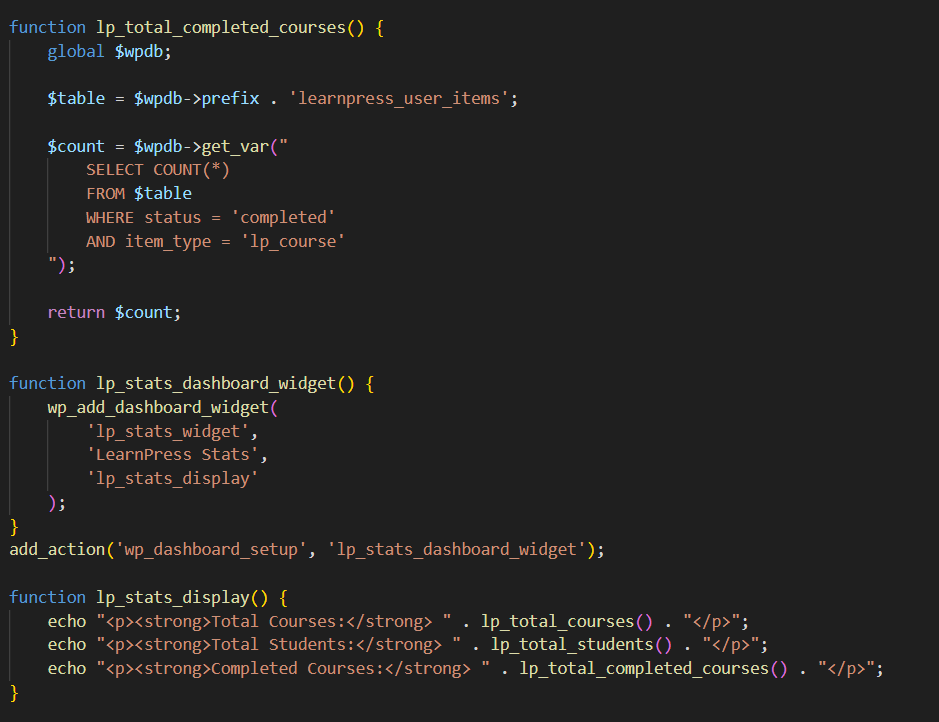 function lp_total_completed_courses() {
    global $wpdb;

    $table = $wpdb->prefix . 'learnpress_user_items';

    $count = $wpdb->get_var("
        SELECT COUNT(*)
        FROM $table
        WHERE status = 'completed'
        AND item_type = 'lp_course'
    ");

    return $count;
}

function lp_stats_dashboard_widget() {
    wp_add_dashboard_widget(
        'lp_stats_widget',
        'LearnPress Stats',
        'lp_stats_display'
    );
}
add_action('wp_dashboard_setup', 'lp_stats_dashboard_widget');

function lp_stats_display() {
    echo "<p><strong>Total Courses:</strong> " . lp_total_courses() . "</p>";
    echo "<p><strong>Total Students:</strong> " . lp_total_students() . "</p>";
    echo "<p><strong>Completed Courses:</strong> " . lp_total_completed_courses() . "</p>";
}